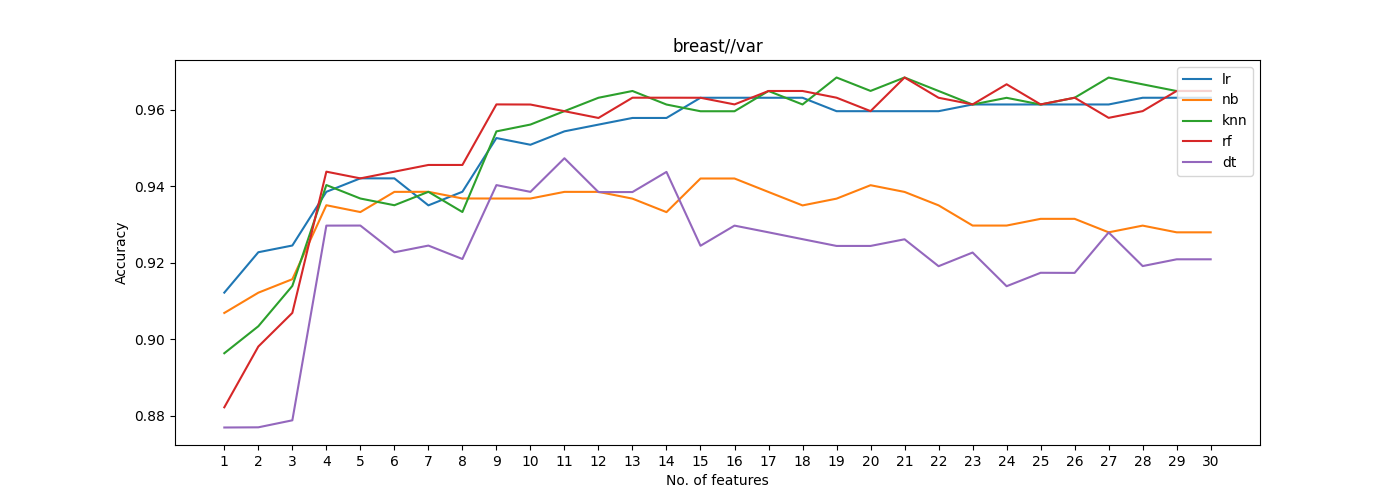 breast//var
Accuracy
0.96
0.94
0.92
0.90
0.88
lr
nb
knn
rf
dt
1 2 3 4 5 6 7 8 9 10 11 12 13 14 15 16 17 18 19 20 21 22 23 24 25 26 27 28 29 30
No. of features